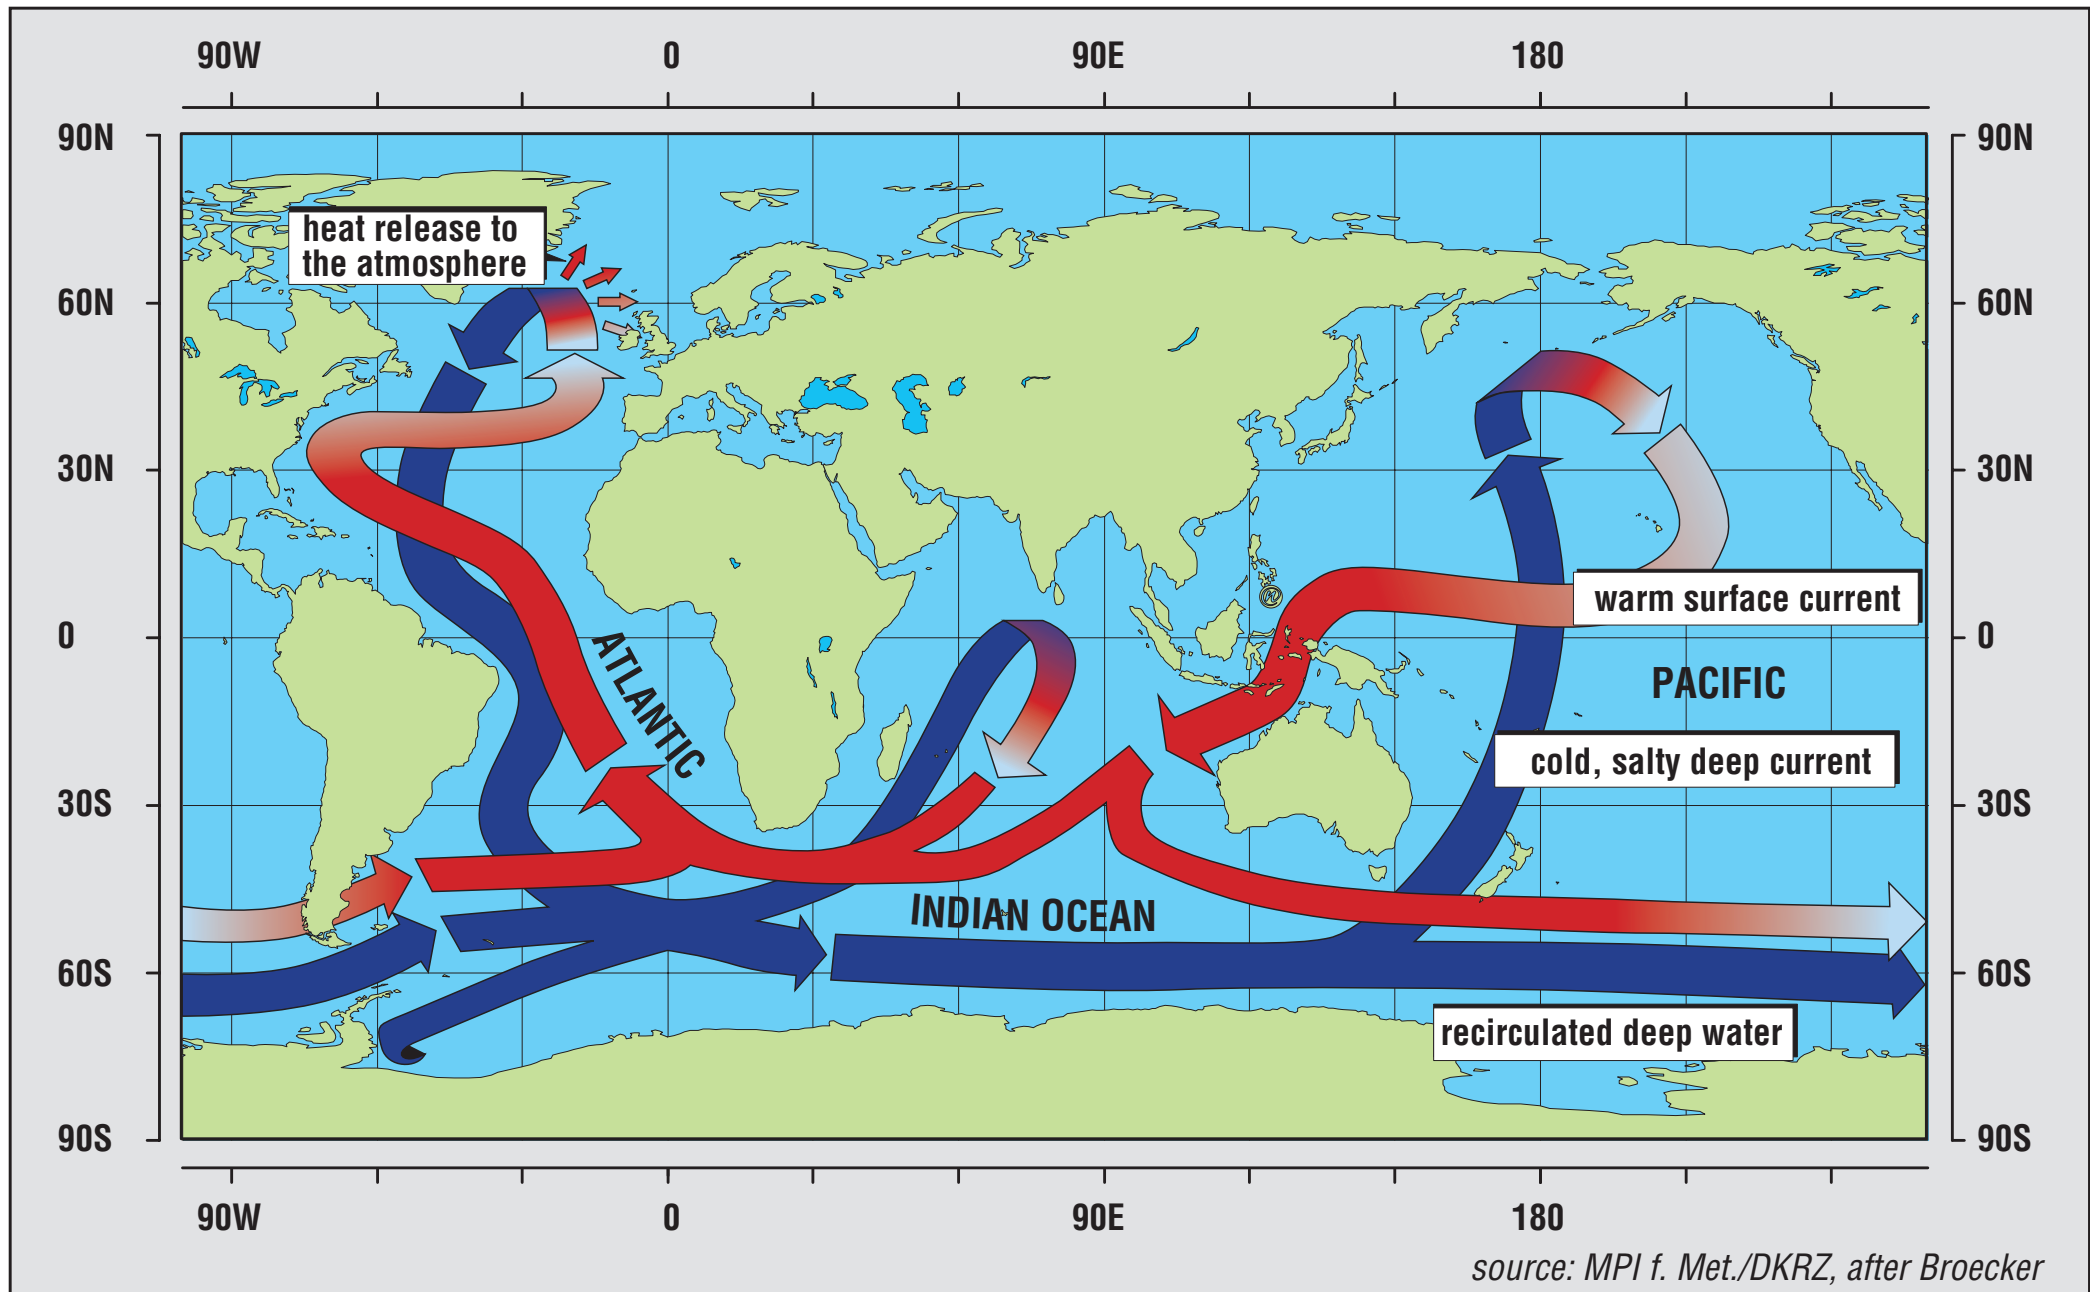 90W 0 90E 180
90N 90N
heat release to
the atmosphere
60N 60N
30N 30N
warm surface current
0 0
ATLANTIC
PACIFIC
cold, salty deep current
30S 30S
INDIAN OCEAN
60S 60S
recirculated deep water
90S 90S
90W 0 90E 180
source: MPI f. Met./DKRZ, after Broecker